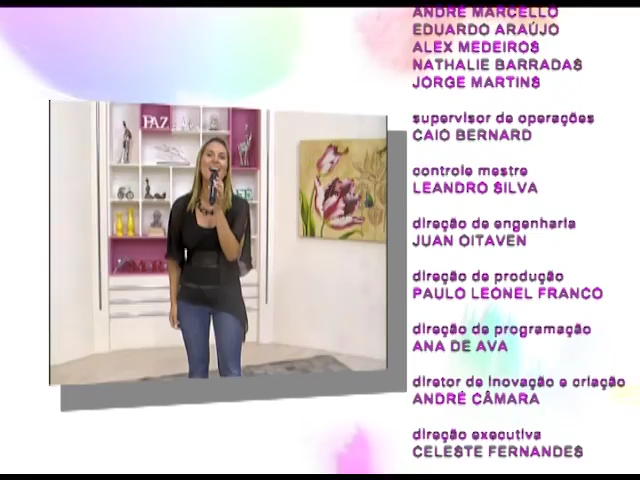 ANDRÉ MARCELLO
EDUARDO ARAÚJO
ALEX MEDEIROS
NATHALIE BARRADAS
JORGE MARTINS
supervisor de operações
CAIO BERNARD
controle mestre
LEANDRO SILVA
direção de engenharia
JUAN OITAVEN
direção de produção
PAULO LEONEL FRANCO
direção de programação
ANA DE AVA
diretor de inovação e criação
ANDRÉ CÂMARA
direção executiva
CELESTE FERNANDES
PAZ